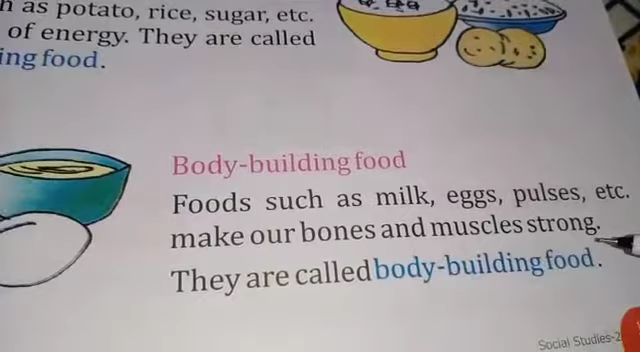 as potato, rice, sugar, etc.
of energy. They are called
ing food.
Body-building food
Foods such as milk, eggs, pulses, etc.
make our bones and muscles strong.
They are called body-building food.
Social Studies-2